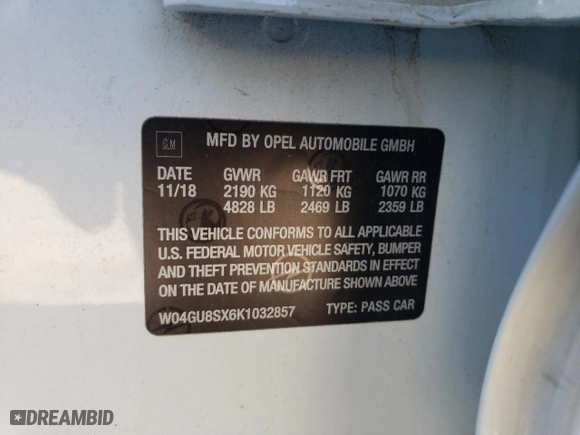 GM
MFD BY OPEL AUTOMOBILE GMBH
DATE GVWR GAWR FRT GAWR RR
11/18 2190 KG 1120 KG 1070 KG
4828 LB 2469 LB 2359 LB
THIS VEHICLE CONFORMS TO ALL APPLICABLE
U.S. FEDERAL MOTOR VEHICLE SAFETY, BUMPER
AND THEFT PREVENTION STANDARDS IN EFFECT
ON THE DATE OF MANUFACTURE SHOWN ABOVE
W04GU8SX6K1032857 TYPE: PASS CAR
DREAMBID